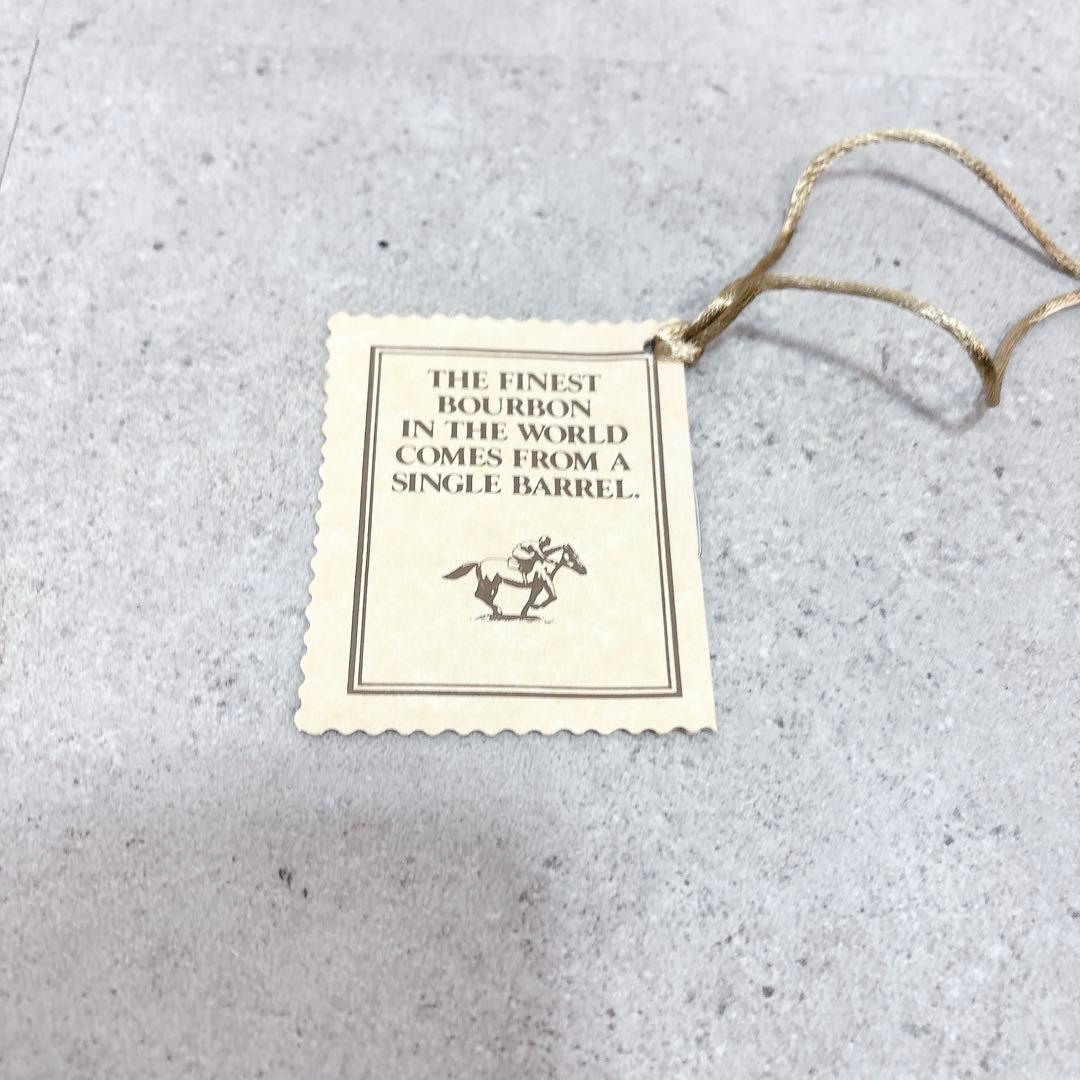 THE FINEST
BOURBON
IN THE WORLD
COMES FROM A
SINGLE BARREL.